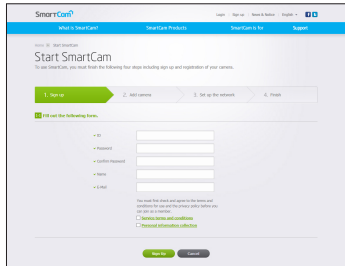 SmartCam
Login | Sign up | News & Notice | English
What is SmartCam? SmartCam Products SmartCam is for Support
Home Start SmartCam
Start SmartCam
To use SmartCam, you must finish the following four steps including sign up and registration of your camera.
1. Sign up 2. Add camera 3. Set up the network 4. Finish
Fill out the following form.
ID
Password
Confirm Password
Name
E-Mail
You must first check and agree to the terms and
conditions for use and the privacy policy before you
can join as a member.
Service terms and conditions
Personal information collection
Sign Up Cancel